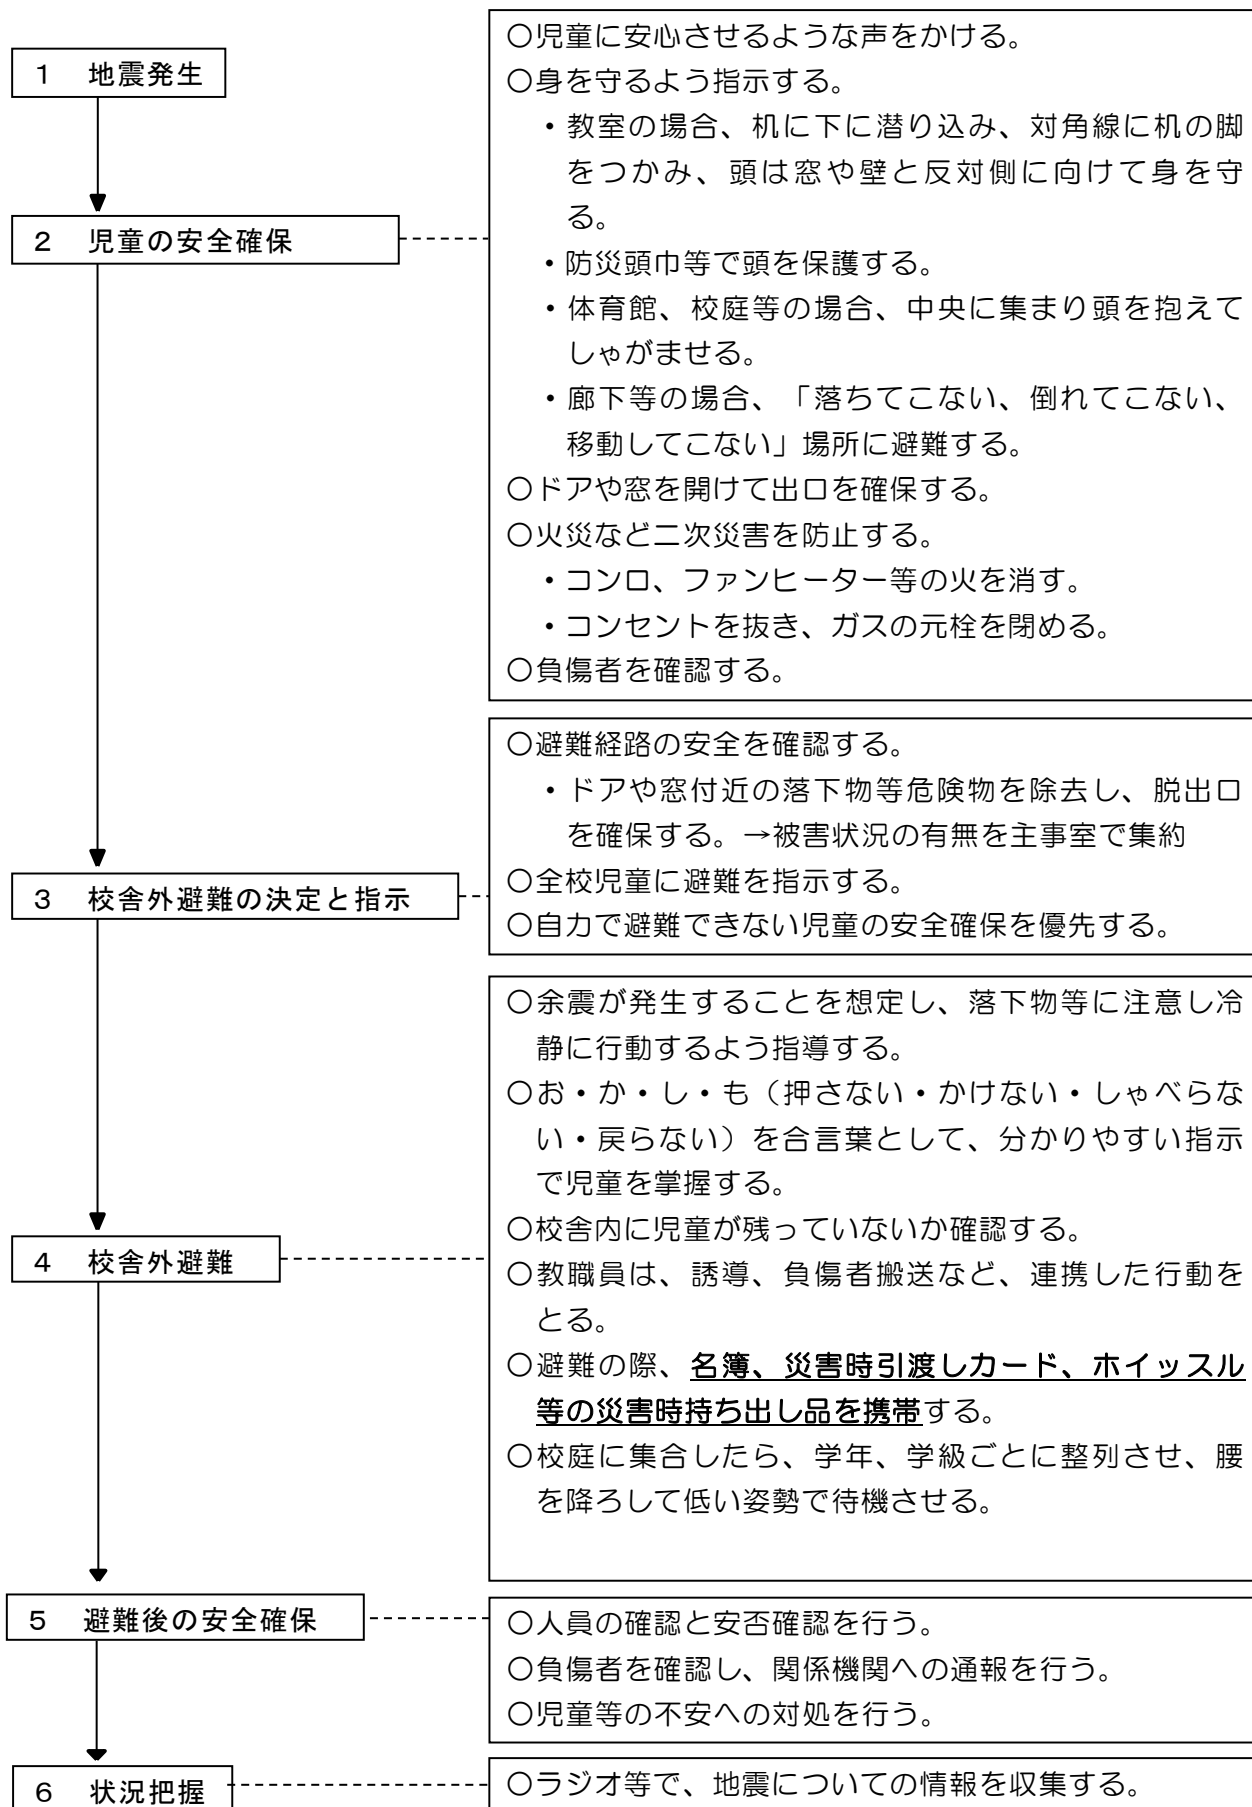 1　地震発生
○児童に安心させるような声をかける。
○身を守るよう指示する。
・教室の場合、机に下に潜り込み、対角線に机の脚
をつかみ、頭は窓や壁と反対側に向けて身を守
る。
2　児童の安全確保
・防災頭巾等で頭を保護する。
・体育館、校庭等の場合、中央に集まり頭を抱えて
しゃがませる。
・廊下等の場合、「落ちてこない、倒れてこない、
移動してこない」場所に避難する。
○ドアや窓を開けて出口を確保する。
○火災など二次災害を防止する。
・コンロ、ファンヒーター等の火を消す。
・コンセントを抜き、ガスの元栓を閉める。
○負傷者を確認する。
3　校舎外避難の決定と指示
○避難経路の安全を確認する。
・ドアや窓付近の落下物等危険物を除去し、脱出口
を確保する。→被害状況の有無を主事室で集約
○全校児童に避難を指示する。
○自力で避難できない児童の安全確保を優先する。
4　校舎外避難
○余震が発生することを想定し、落下物等に注意し冷
静に行動するよう指導する。
○お・か・し・も（押さない・かけない・しゃべらな
い・戻らない）を合言葉として、分かりやすい指示
で児童を掌握する。
○校舎内に児童が残っていないか確認する。
○教職員は、誘導、負傷者搬送など、連携した行動を
とる。
○避難の際、名簿、災害時引渡しカード、ホイッスル
等の災害時持ち出し品を携帯する。
○校庭に集合したら、学年、学級ごとに整列させ、腰
を降ろして低い姿勢で待機させる。
5　避難後の安全確保
○人員の確認と安否確認を行う。
○負傷者を確認し、関係機関への通報を行う。
○児童等の不安への対処を行う。
6　状況把握
○ラジオ等で、地震についての情報を収集する。